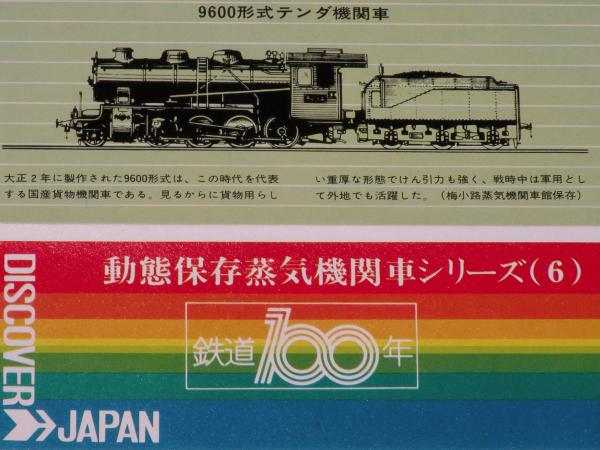 9600形式テンダ機関車
大正2年に製作された9600形式は、この時代を代表
する国産貨物機関車である。見るからに貨物用らし
い重厚な形態でけん引力も強く、戦時中は軍用とし
て外地でも活躍した。(梅小路蒸気機関車館保存)
動態保存蒸気機関車シリーズ(6)
鉄道100年
DISCOVER
JAPAN